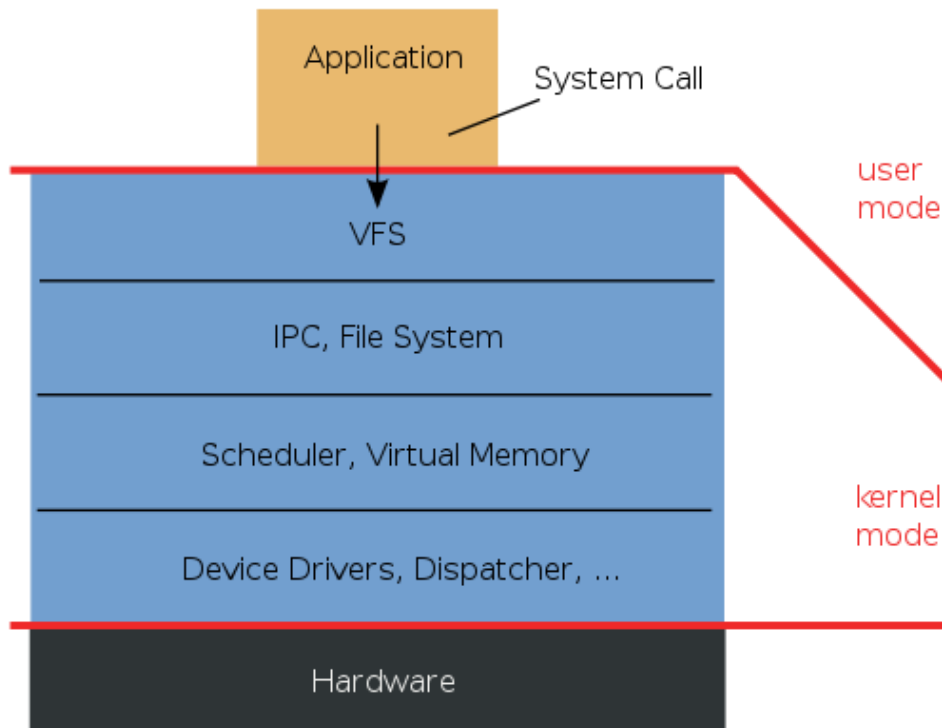 Application
System Call
user
mode
VFS
IPC, File System
Scheduler, Virtual Memory
kernel
mode
Device Drivers, Dispatcher, ...
Hardware